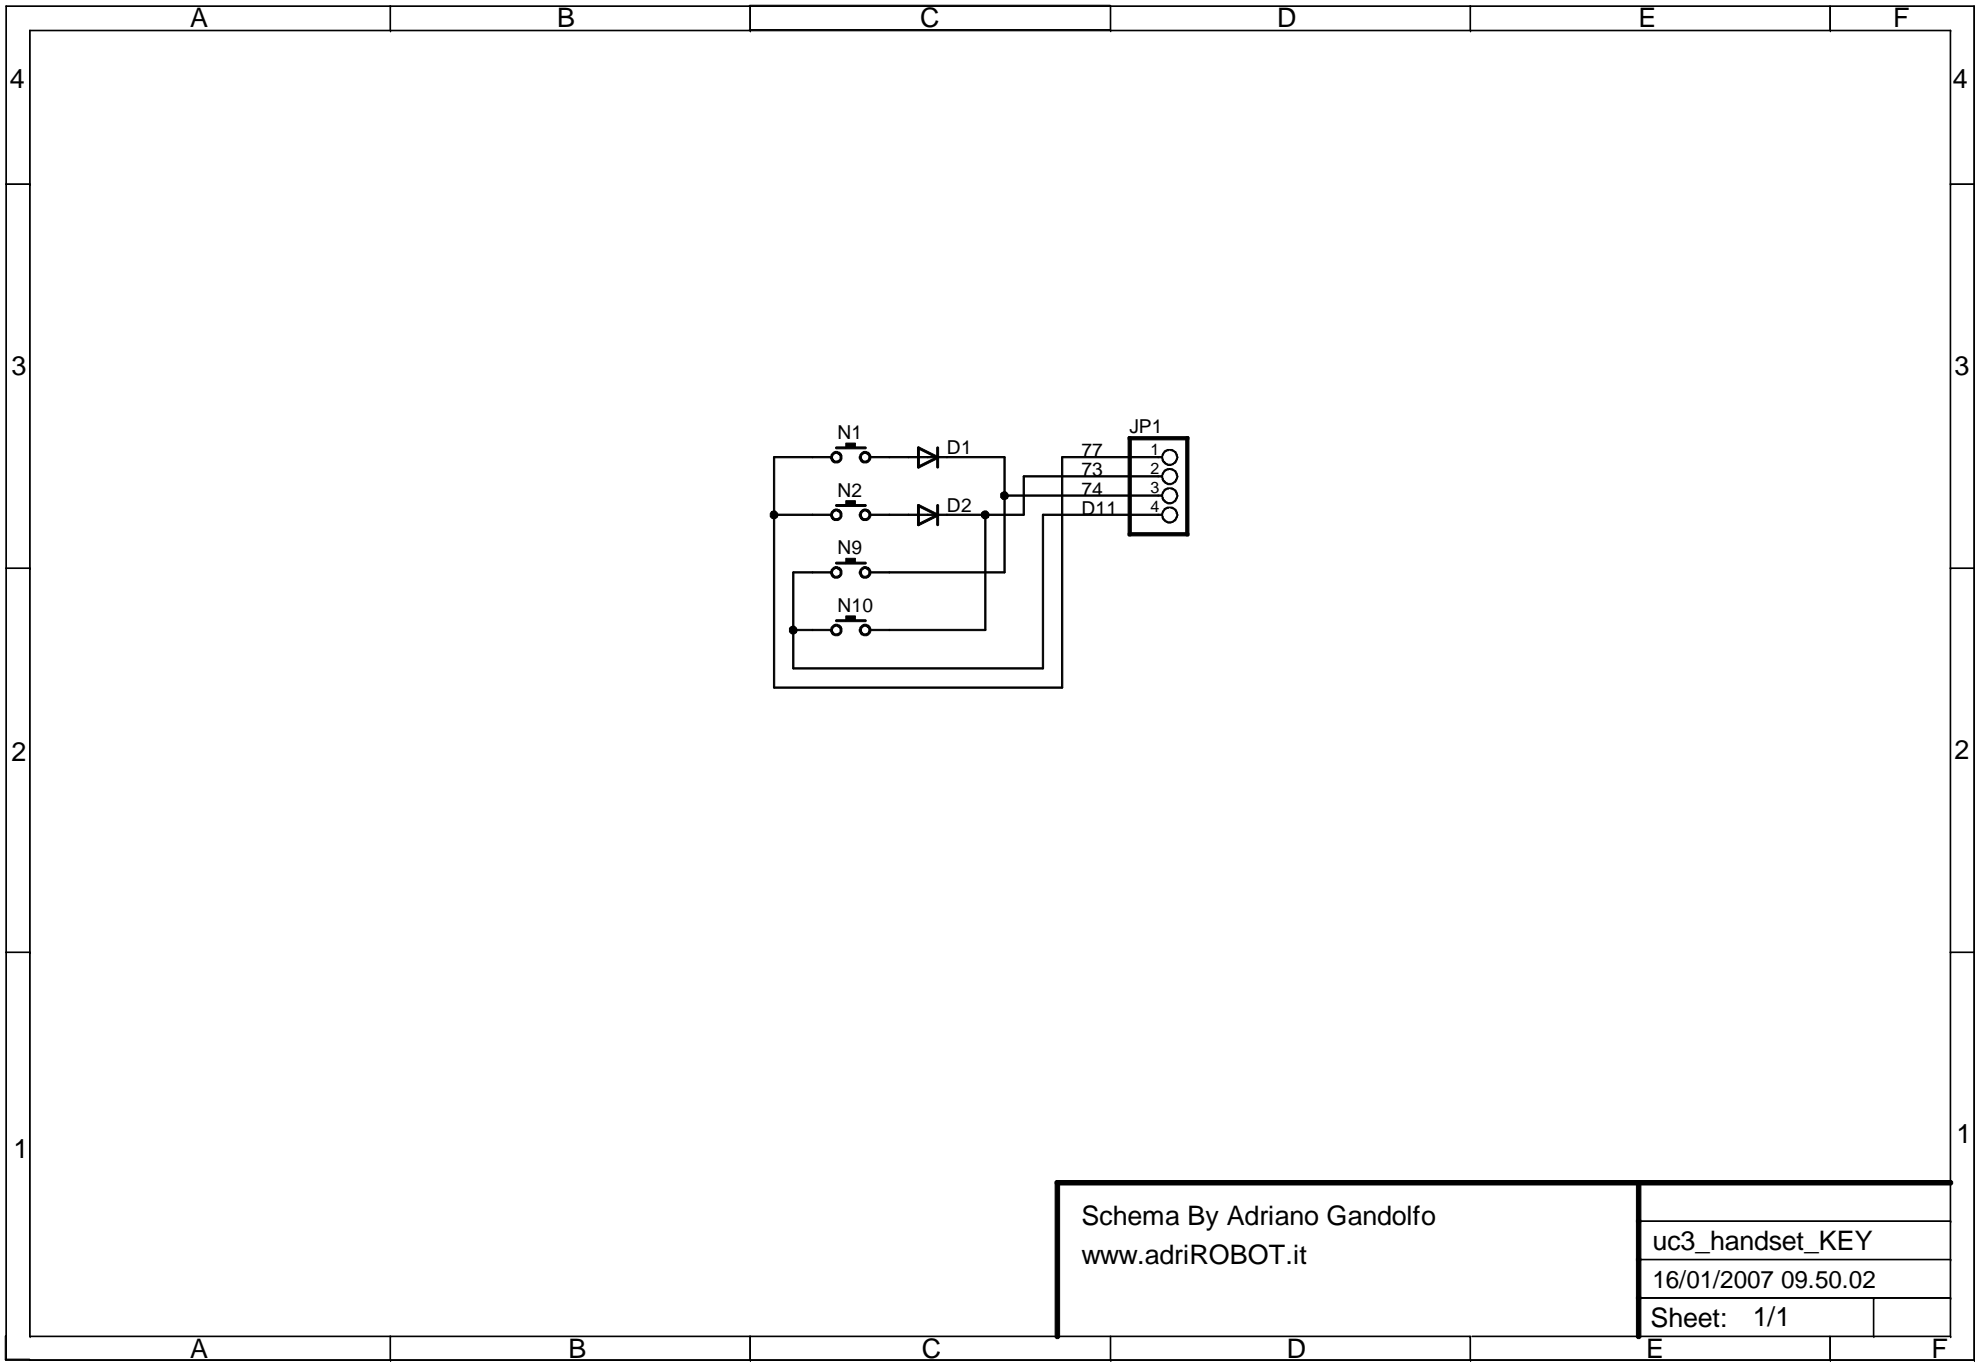 A B C D E F
4 4
3 3
N1 D1
N2 D2
N9
N10
JP1
77 1
73 2
74 3
D11 4
2 2
1 1
Schema By Adriano Gandolfo
www.adriROBOT.it
uc3_handset_KEY
16/01/2007 09.50.02
Sheet: 1/1
A B C D E F